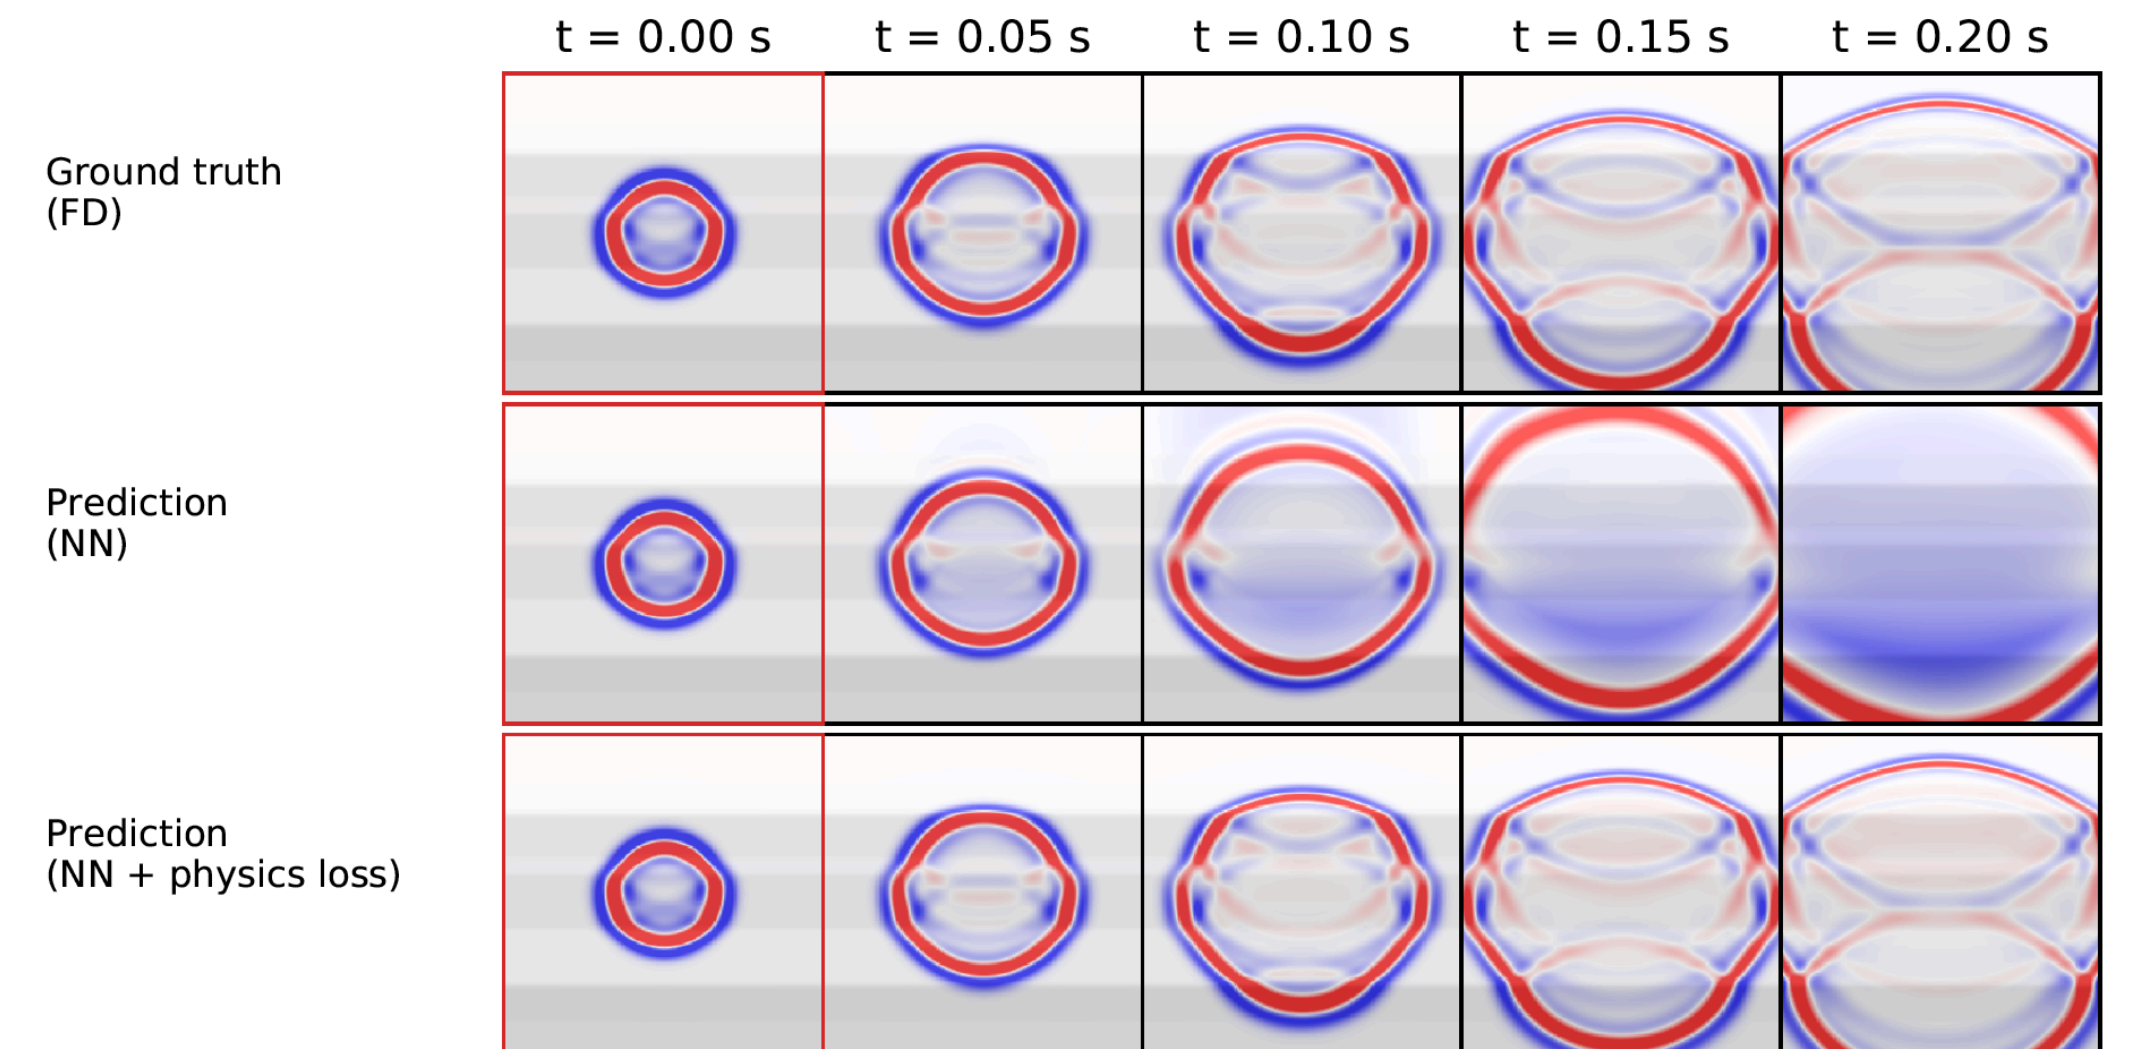 t = 0.00 s t = 0.05 s t = 0.10 s t = 0.15 s t = 0.20 s
Ground truth
(FD)
Prediction
(NN)
Prediction
(NN + physics loss)